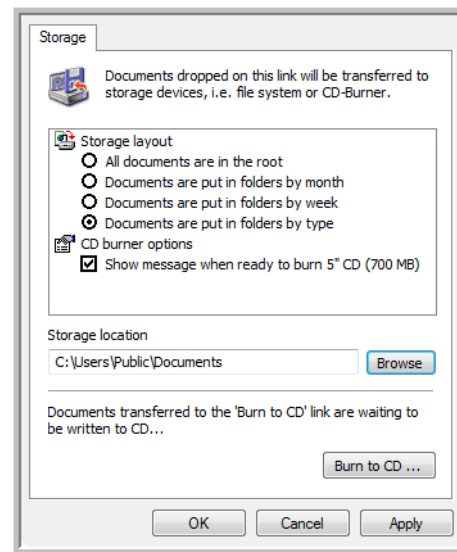 Storage
Documents dropped on this link will be transferred to
storage devices, i.e. file system or CD-Burner.
Storage layout
All documents are in the root
Documents are put in folders by month
Documents are put in folders by week
Documents are put in folders by type
CD burner options
Show message when ready to burn 5" CD (700 MB)
Storage location
C:\Users\Public\Documents
Browse
Documents transferred to the 'Burn to CD' link are waiting to
be written to CD...
Burn to CD ...
OK Cancel Apply